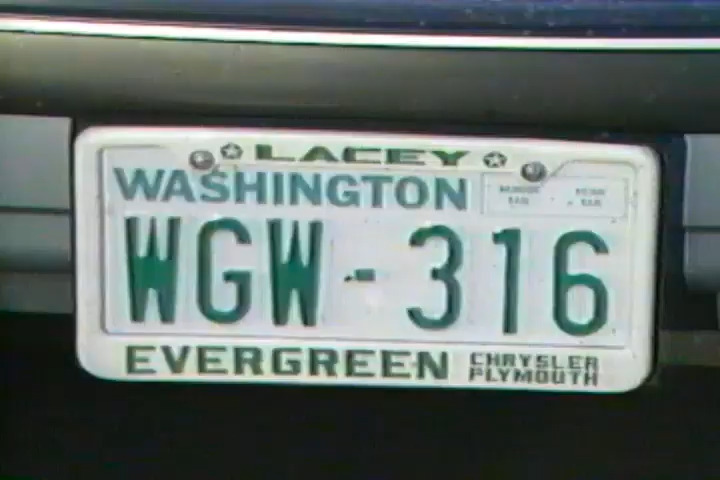 LACEY
WASHINGTON
WGW-316
EVERGREEN CHRYSLER
PLYMOUTH